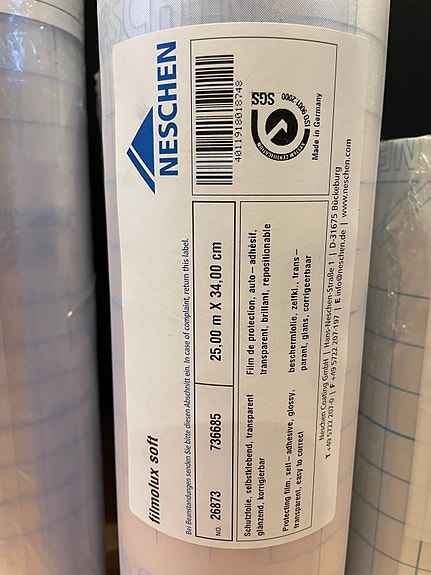 NESCHEN
4011918018748
SGS
SYSTEM CERTIFICATION
ISO 9001:2000
Made in Germany
filmolux soft
Bei Beanstandungen senden Sie bitte diesen Abschnitt ein. In case of complaint, return this label.
NO. 26873 736685 25,00 m X 34,00 cm
Schutzfolie, selbstklebend, transparent
glänzend, korrigierbar
Film de protection, auto-adhésif,
transparent, brillant, repositionable
Protecting film, self-adhesive, glossy,
transparent, easy to correct
beschermfolie, zelfkl., trans-
parant, glans, corrigeerbaar
Neschen Coating GmbH | Hans-Neschen-Straße 1 | D-31675 Bückeburg
T +49 5722 207-0 | F +49 5722 207-197 | E info@neschen.de | www.neschen.com